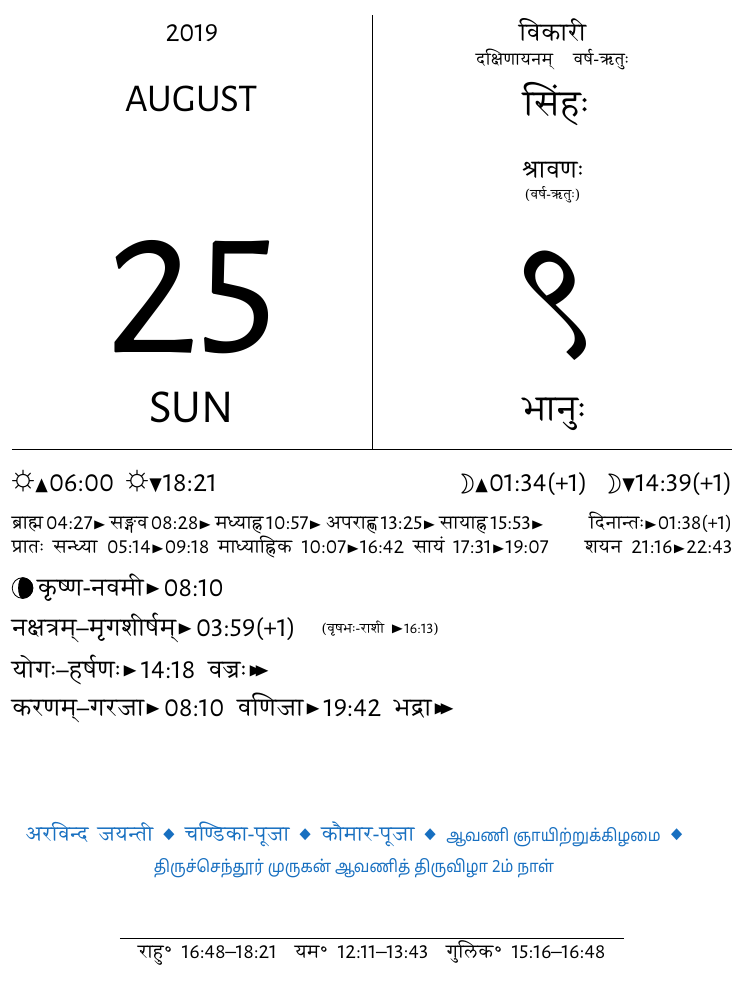 2019
AUGUST
25
SUN
विकारी
दक्षिणायनम् वर्ष-ऋतुः
सिंहः
श्रावणः
(वर्ष-ऋतुः)
९
भानुः
☼▲06:00 ☼▼18:21 ☽▲01:34(+1) ☽▼14:39(+1)
ब्राह्म 04:27► सङ्गव 08:28► मध्याह्न 10:57► अपराह्ण 13:25► सायाह्न 15:53► दिनान्तः►01:38(+1)
प्रातः सन्ध्या 05:14►09:18 माध्याह्निक 10:07►16:42 सायं 17:31►19:07 शयन 21:16►22:43
कृष्ण-नवमी► 08:10
नक्षत्रम्–मृगशीर्षम्► 03:59(+1) (वृषभः-राशी ►16:13)
योगः–हर्षणः►14:18 वज्रः►►
करणम्–गरजा►08:10 वणिजा►19:42 भद्रा►►
अरविन्द जयन्ती ◆ चण्डिका-पूजा ◆ कौमार-पूजा ◆ ஆவணி ஞாயிற்றுக்கிழமை ◆
திருச்செந்தூர் முருகன் ஆவணித் திருவிழா 2ம் நாள்
राहु° 16:48–18:21 यम° 12:11–13:43 गुलिक° 15:16–16:48